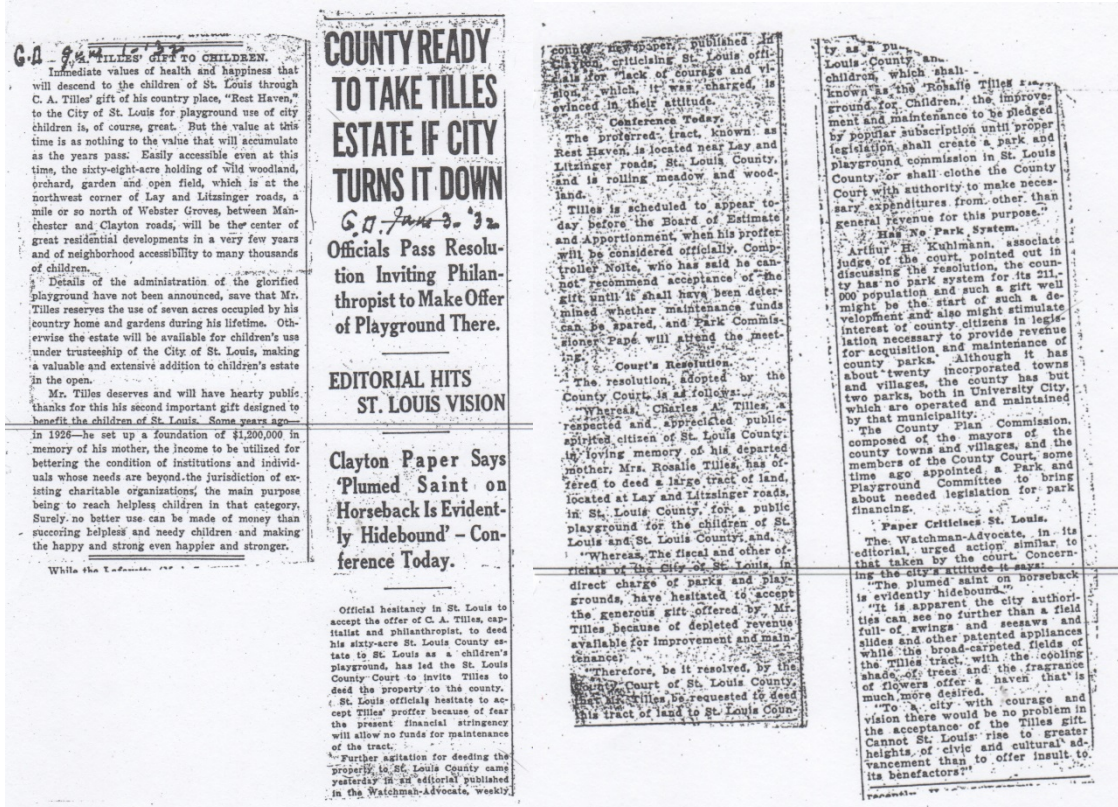 G.D. June 1-'32
C. A. TILLES' GIFT TO CHILDREN.
Immediate values of health and happiness that
will descend to the children of St. Louis through
C. A. Tilles' gift of his country place, "Rest Haven,"
to the City of St. Louis for playground use of city
children is, of course, great. But the value at this
time is as nothing to the value that will accumulate
as the years pass. Easily accessible even at this
time, the sixty-eight-acre holding of wild woodland,
orchard, garden and open field, which is at the
northwest corner of Lay and Litzsinger roads, a
mile or so north of Webster Groves, between Man-
chester and Clayton roads, will be the center of
great residential developments in a very few years
and of neighborhood accessibility to many thousands
of children.
Details of the administration of the glorified
playground have not been announced, save that Mr.
Tilles reserves the use of seven acres occupied by his
country home and gardens during his lifetime. Oth-
erwise the estate will be available for children's use
under trusteeship of the City of St. Louis, making
a valuable and extensive addition to children's estate
in the open.
Mr. Tilles deserves and will have hearty public
thanks for this his second important gift designed to
benefit the children of St. Louis. Some years ago—
in 1926—he set up a foundation of $1,200,000 in
memory of his mother, the income to be utilized for
bettering the condition of institutions and individ-
uals whose needs are beyond the jurisdiction of ex-
isting charitable organizations, the main purpose
being to reach helpless children in that category.
Surely no better use can be made of money than
succoring helpless and needy children and making
the happy and strong even happier and stronger.
While the
COUNTY READY
TO TAKE TILLES
ESTATE IF CITY
TURNS IT DOWN
G.D. June 3-'32
Officials Pass Resolu-
tion Inviting Philan-
thropist to Make Offer
of Playground There.
EDITORIAL HITS
ST. LOUIS VISION
Clayton Paper Says
'Plumed Saint on
Horseback Is Evident-
ly Hidebound' – Con-
ference Today.
Official hesitancy in St. Louis to
accept the offer of C. A. Tilles, cap-
italist and philanthropist, to deed
his sixty-acre St. Louis County es-
tate to St. Louis as a children's
playground, has led the St. Louis
County Court to invite Tilles to
deed the property to the county.
St. Louis officials hesitate to ac-
cept Tilles' proffer because of fear
the present financial stringency
will allow no funds for maintenance
of the tract.
Further agitation for deeding the
property to St. Louis County came
yesterday in an editorial published
in the Watchman-Advocate, weekly
county newspaper, published in
Clayton, criticising St. Louis offi-
cials for "lack of courage and vi-
sion," which, it was charged, is
evinced in their attitude.
Conference Today.
The proferred tract, known as
Rest Haven, is located near Lay and
Litzinger roads, St. Louis County,
and is rolling meadow and wood-
land.
Tilles is scheduled to appear to-
day before the Board of Estimate
and Apportionment, when his proffer
will be considered officially. Comp-
troller Nolte, who has said he can-
not recommend acceptance of the
gift until it shall have been deter-
mined whether maintenance funds
can be spared, and Park Commis-
sioner Pape will attend the meet-
ing.
Court's Resolution.
The resolution, adopted by the
County Court, is as follows:
"Whereas, Charles A. Tilles, a
respected and appreciated public-
spirited citizen of St. Louis County,
in loving memory of his departed
mother, Mrs. Rosalie Tilles, has of-
fered to deed a large tract of land,
located at Lay and Litzsinger roads,
in St. Louis County, for a public
playground for the children of St.
Louis and St. Louis County, and,
"Whereas, The fiscal and other of-
ficials of the City of St. Louis, in
direct charge of parks and play-
grounds, have hesitated to accept
the generous gift offered by Mr.
Tilles because of depleted revenue
available for improvement and main-
tenance;
"Therefore, be it resolved, by the
County Court of St. Louis County,
that Mr. Tilles be requested to deed
this tract of land to St. Louis Coun-
ty as a pu-
Louis County and
children, which shall
known as the 'Rosalie Tilles
ground for Children,' the improve-
ment and maintenance to be pledged
by popular subscription until proper
legislation shall create a park and
playground commission in St. Louis
County, or shall clothe the County
Court with authority to make neces-
sary expenditures from other than
general revenue for this purpose."
Has No Park System.
Arthur H. Kuhlmann, associate
judge of the court, pointed out in
discussing the resolution, the coun-
ty has no park system for its 211,-
000 population and such a gift well
might be the start of such a de-
velopment and also might stimulate
interest of county citizens in legis-
lation necessary to provide revenue
for acquisition and maintenance of
county parks. Although it has
about twenty incorporated towns
and villages, the county has but
two parks, both in University City,
which are operated and maintained
by that municipality.
The County Plan Commission,
composed of the mayors of the
county towns and villages, and the
members of the County Court, some
time ago appointed a Park and
Playground Committee to bring
about needed legislation for park
financing.
Paper Criticises St. Louis.
The Watchman-Advocate, in its
editorial, urged action similar to
that taken by the court. Concern-
ing the city's attitude it says:
"The plumed saint on horseback
is evidently hidebound."
"It is apparent the city authori-
ties can see no further than a field
full of swings and seesaws and
slides and other patented appliances
while the broad-carpeted fields of
the Tilles tract, with the cooling
shade of trees and the fragrance
of flowers offer a haven that is
much more desired.
"To a city with courage and
vision there would be no problem in
the acceptance of the Tilles gift.
Cannot St. Louis rise to greater
heights of civic and cultural ad-
vancement than to offer insult to
its benefactors?"